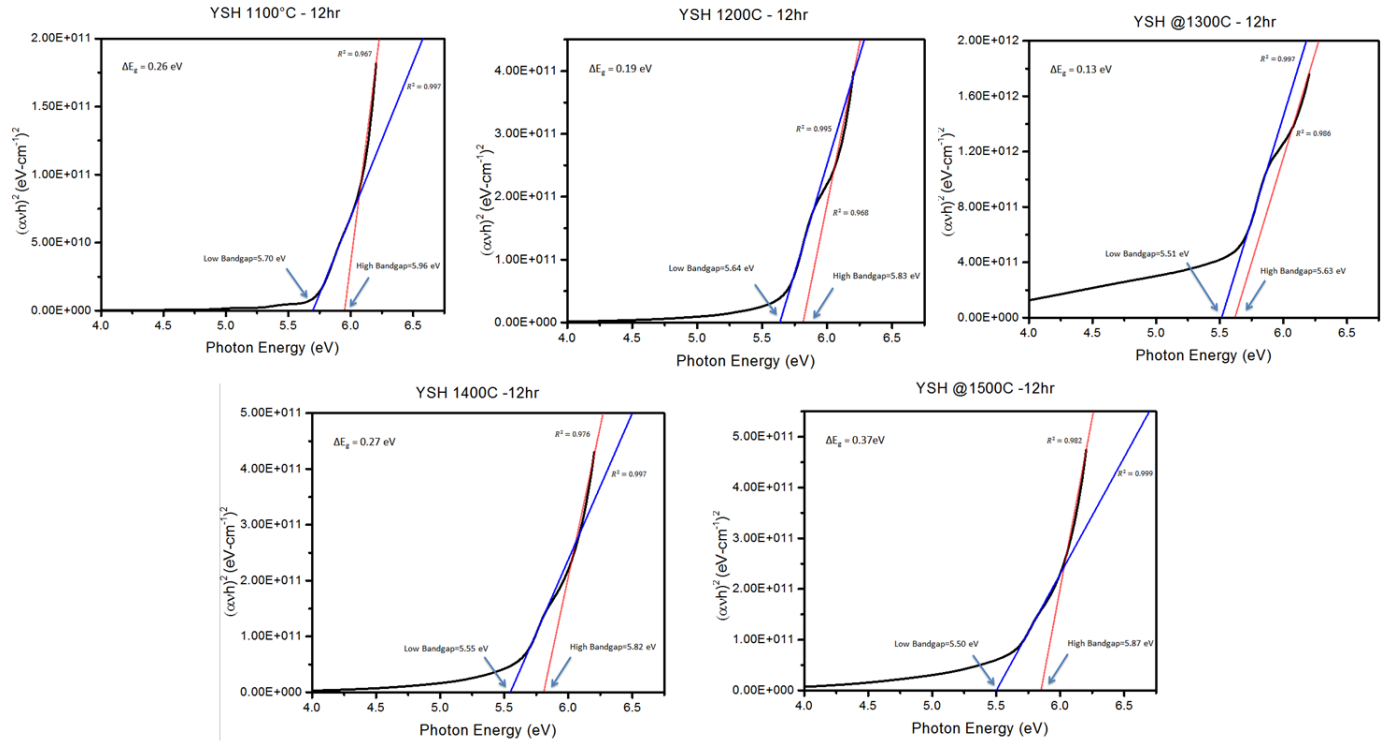 YSH 1100°C - 12hr
2.00E+011
1.50E+011
1.00E+011
5.00E+010
0.00E+000
(ανh)² (eV-cm⁻¹)²
ΔE_g = 0.26 eV
R² = 0.967
R² = 0.997
Low Bandgap=5.70 eV
High Bandgap=5.96 eV
4.0 4.5 5.0 5.5 6.0 6.5
Photon Energy (eV)
YSH 1200C - 12hr
4.00E+011
3.00E+011
2.00E+011
1.00E+011
0.00E+000
(ανh)² (eV-cm⁻¹)²
ΔE_g = 0.19 eV
R² = 0.995
R² = 0.968
Low Bandgap=5.64 eV
High Bandgap=5.83 eV
4.0 4.5 5.0 5.5 6.0 6.5
Photon Energy (eV)
YSH @1300C - 12hr
2.00E+012
1.60E+012
1.20E+012
8.00E+011
4.00E+011
0.00E+000
(ανh)² (eV-cm⁻¹)²
ΔE_g = 0.13 eV
R² = 0.997
R² = 0.986
Low Bandgap=5.51 eV
High Bandgap=5.63 eV
4.0 4.5 5.0 5.5 6.0 6.5
Photon Energy (eV)
YSH 1400C -12hr
5.00E+011
4.00E+011
3.00E+011
2.00E+011
1.00E+011
0.00E+000
(ανh)² (eV-cm⁻¹)²
ΔE_g = 0.27 eV
R² = 0.976
R² = 0.997
Low Bandgap=5.55 eV
High Bandgap=5.82 eV
4.0 4.5 5.0 5.5 6.0 6.5
Photon Energy (eV)
YSH @1500C -12hr
5.00E+011
4.00E+011
3.00E+011
2.00E+011
1.00E+011
0.00E+000
(ανh)² (eV-cm⁻¹)²
ΔE_g = 0.37eV
R² = 0.982
R² = 0.999
Low Bandgap=5.50 eV
High Bandgap=5.87 eV
4.0 4.5 5.0 5.5 6.0 6.5
Photon Energy (eV)